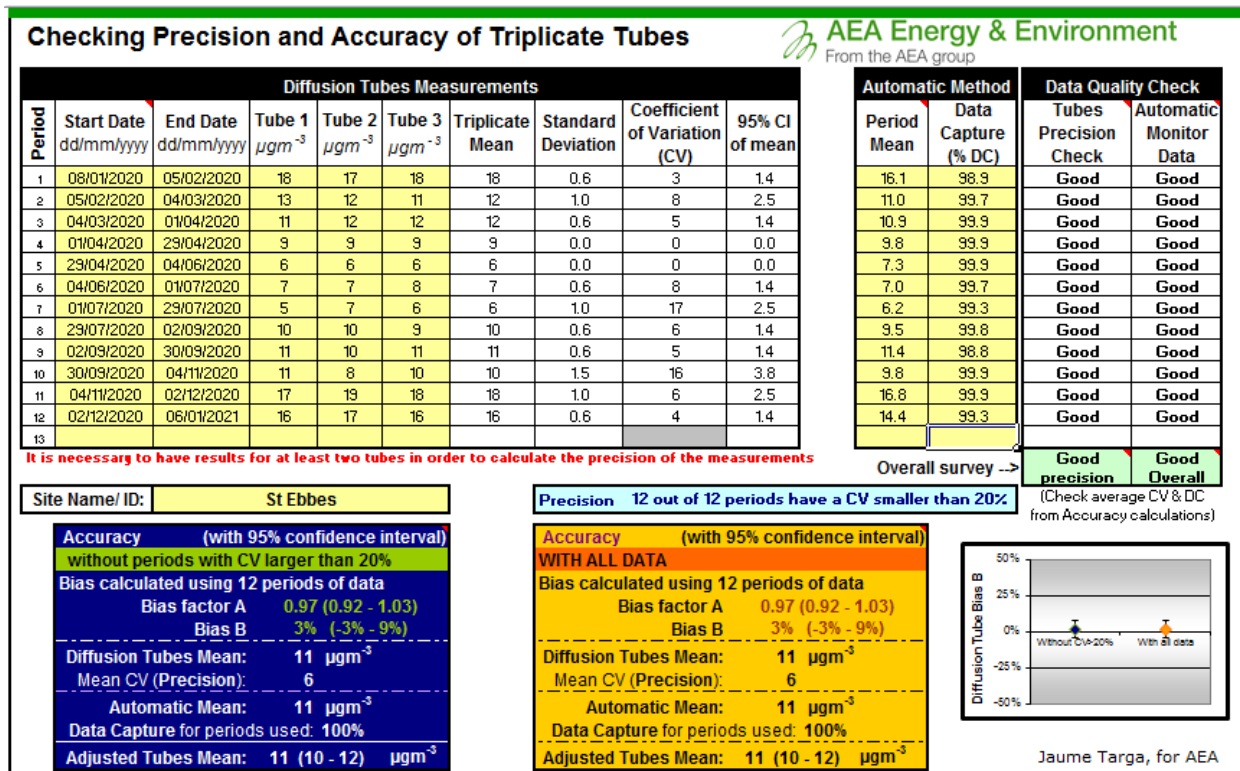 Checking Precision and Accuracy of Triplicate Tubes
AEA Energy & Environment
From the AEA group
Diffusion Tubes Measurements
Period
Start Date dd/mm/yyyy
End Date dd/mm/yyyy
Tube 1 µgm⁻³
Tube 2 µgm⁻³
Tube 3 µgm⁻³
Triplicate Mean
Standard Deviation
Coefficient of Variation (CV)
95% CI of mean
Automatic Method
Period Mean
Data Capture (% DC)
Data Quality Check
Tubes Precision Check
Automatic Monitor Data
1 08/01/2020 05/02/2020 18 17 18 18 0.6 3 1.4 16.1 98.9 Good Good
2 05/02/2020 04/03/2020 13 12 11 12 1.0 8 2.5 11.0 99.7 Good Good
3 04/03/2020 01/04/2020 11 12 12 12 0.6 5 1.4 10.9 99.9 Good Good
4 01/04/2020 29/04/2020 9 9 9 9 0.0 0 0.0 9.8 99.9 Good Good
5 29/04/2020 04/06/2020 6 6 6 6 0.0 0 0.0 7.3 99.9 Good Good
6 04/06/2020 01/07/2020 7 7 8 7 0.6 8 1.4 7.0 99.7 Good Good
7 01/07/2020 29/07/2020 5 7 6 6 1.0 17 2.5 6.2 99.3 Good Good
8 29/07/2020 02/09/2020 10 10 9 10 0.6 6 1.4 9.5 99.8 Good Good
9 02/09/2020 30/09/2020 11 10 11 11 0.6 5 1.4 11.4 98.8 Good Good
10 30/09/2020 04/11/2020 11 8 10 10 1.5 16 3.8 9.8 99.9 Good Good
11 04/11/2020 02/12/2020 17 19 18 18 1.0 6 2.5 16.8 99.9 Good Good
12 02/12/2020 06/01/2021 16 17 16 16 0.6 4 1.4 14.4 99.3 Good Good
13
It is necessary to have results for at least two tubes in order to calculate the precision of the measurements
Overall survey -->
Good precision
Good Overall
(Check average CV & DC
from Accuracy calculations)
Site Name/ ID: St Ebbes
Precision 12 out of 12 periods have a CV smaller than 20%
Accuracy (with 95% confidence interval)
without periods with CV larger than 20%
Bias calculated using 12 periods of data
Bias factor A 0.97 (0.92 - 1.03)
Bias B 3% (-3% - 9%)
Diffusion Tubes Mean: 11 µgm⁻³
Mean CV (Precision): 6
Automatic Mean: 11 µgm⁻³
Data Capture for periods used: 100%
Adjusted Tubes Mean: 11 (10 - 12) µgm⁻³
Accuracy (with 95% confidence interval)
WITH ALL DATA
Bias calculated using 12 periods of data
Bias factor A 0.97 (0.92 - 1.03)
Bias B 3% (-3% - 9%)
Diffusion Tubes Mean: 11 µgm⁻³
Mean CV (Precision): 6
Automatic Mean: 11 µgm⁻³
Data Capture for periods used: 100%
Adjusted Tubes Mean: 11 (10 - 12) µgm⁻³
Diffusion Tube Bias B
50%
25%
0%
-25%
-50%
Without CV>20%
With all data
Jaume Targa, for AEA